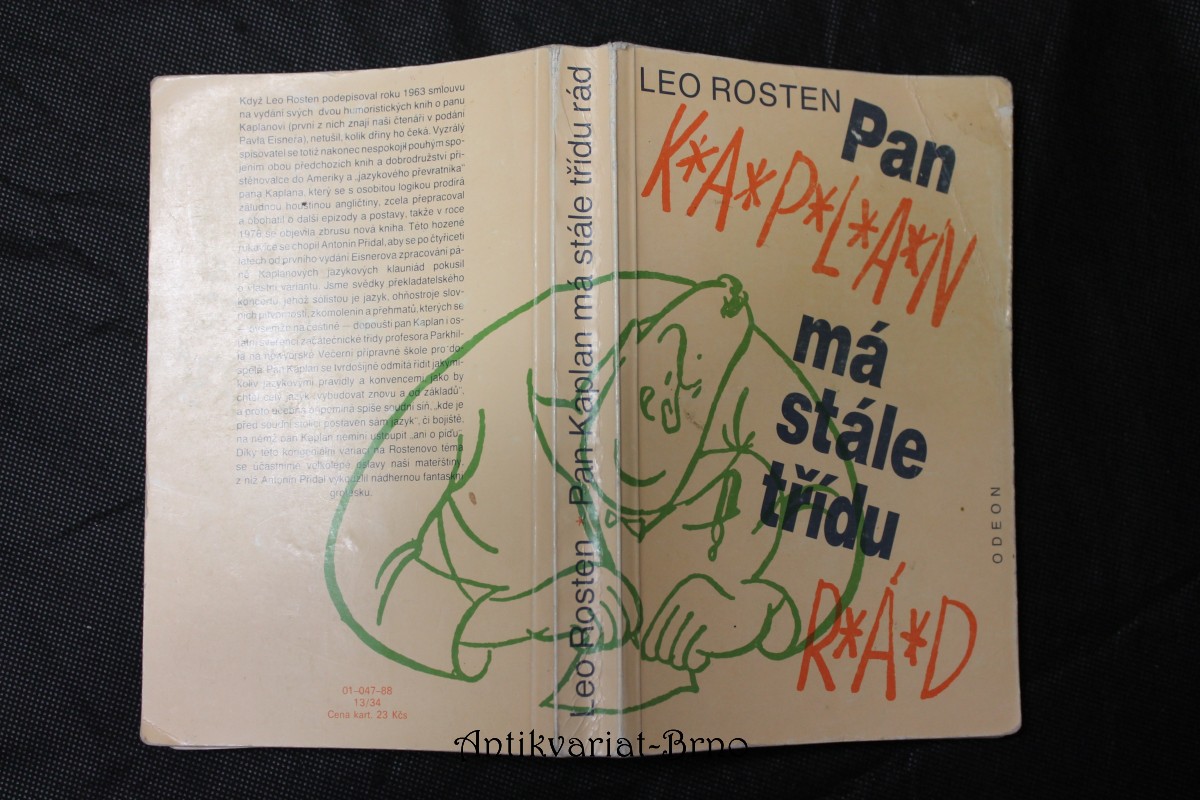 Když Leo Rosten podepisoval roku 1963 smlouvu
na vydání svých dvou humoristických knih o panu
Kaplanovi (první z nich znají naši čtenáři v podání
Pavla Eisnera), netušil, kolik dřiny ho čeká. Vyzrálý
spisovatel se totiž nakonec nespokojil pouhým spo-
jením obou předchozích knih a dobrodružství při-
stěhovalce do Ameriky a „jazykového převratníka"
pana Kaplana, který se s osobitou logikou prodírá
záludnou houštinou angličtiny, zcela přepracoval
a obohatil o další epizody a postavy, takže v roce
1976 se objevila zbrusu nová kniha. Této hozené
rukavice se chopil Antonín Přidal, aby se po čtyřiceti
letech od prvního vydání Eisnerova zpracování pá-
ně Kaplanových jazykových klauniád pokusil
o vlastní variantu. Jsme svědky překladatelského
koncertu, jehož sólistou je jazyk, ohňostroje slov-
ních pitvorností, zkomolenin a přehmatů, kterých se
— ovšemže na češtině — dopouští pan Kaplan i os-
tatní frekventanti začátečnické třídy profesora Parkhil-
la na newyorské Večerní přípravné škole pro do-
spělé. Pan Kaplan se tvrdošíjně odmítá řídit jakými-
koliv jazykovými pravidly a konvencemi, jako by
chtěl celý jazyk „vybudovat znovu a od základů",
a proto učebna připomíná spíše soudní síň, „kde je
před soudní stolici postaven sám jazyk", či bojiště,
na němž pan Kaplan nemíní ustoupit „ani o píďu".
Díky této kongeniální variaci na Rostenovo téma
se účastníme velkolepé oslavy naší mateřštiny,
z níž Antonín Přidal vykouzlil nádhernou fantaskní
grotesku.
01-047-88
13/34
Cena kart. 23 Kčs
Leo Rosten * Pan Kaplan má stále třídu rád
LEO ROSTEN
Pan
K*A*P*L*A*N
má
stále
třídu
R*Á*D
ODEON
Antikvariat-Brno